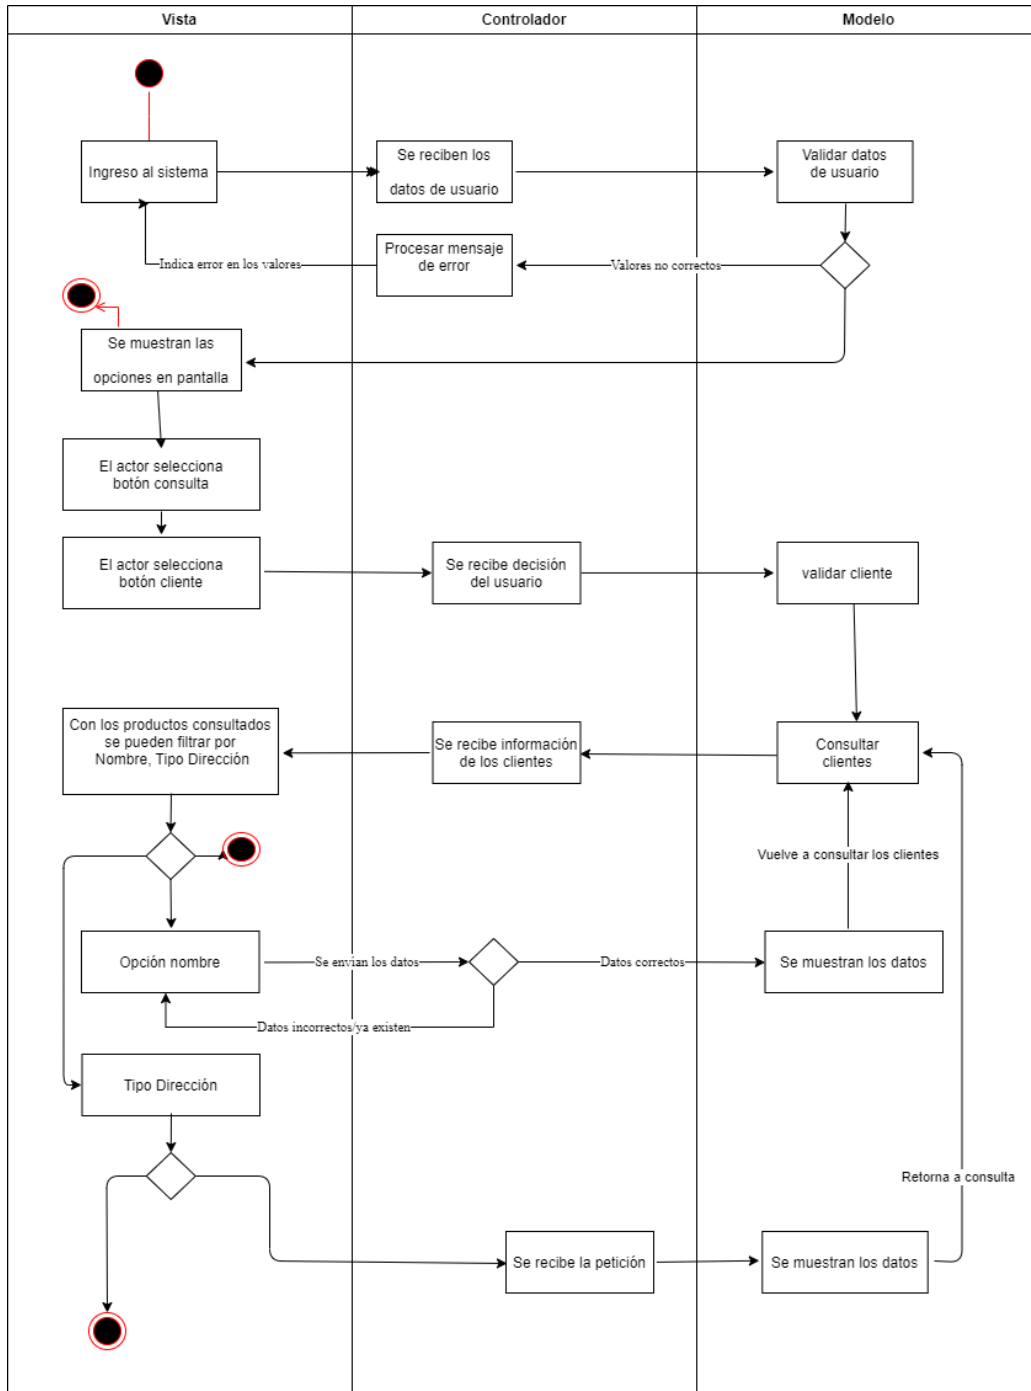 Vista
Controlador
Modelo
Ingreso al sistema
Se reciben los
datos de usuario
Validar datos
de usuario
Procesar mensaje
de error
Indica error en los valores
Valores no correctos
Se muestran las
opciones en pantalla
El actor selecciona
botón consulta
El actor selecciona
botón cliente
Se recibe decisión
del usuario
validar cliente
Con los productos consultados
se pueden filtrar por
Nombre, Tipo Dirección
Se recibe información
de los clientes
Consultar
clientes
Vuelve a consultar los clientes
Opción nombre
Se envian los datos
Datos correctos
Se muestran los datos
Datos incorrectos/ya existen
Tipo Dirección
Retorna a consulta
Se recibe la petición
Se muestran los datos